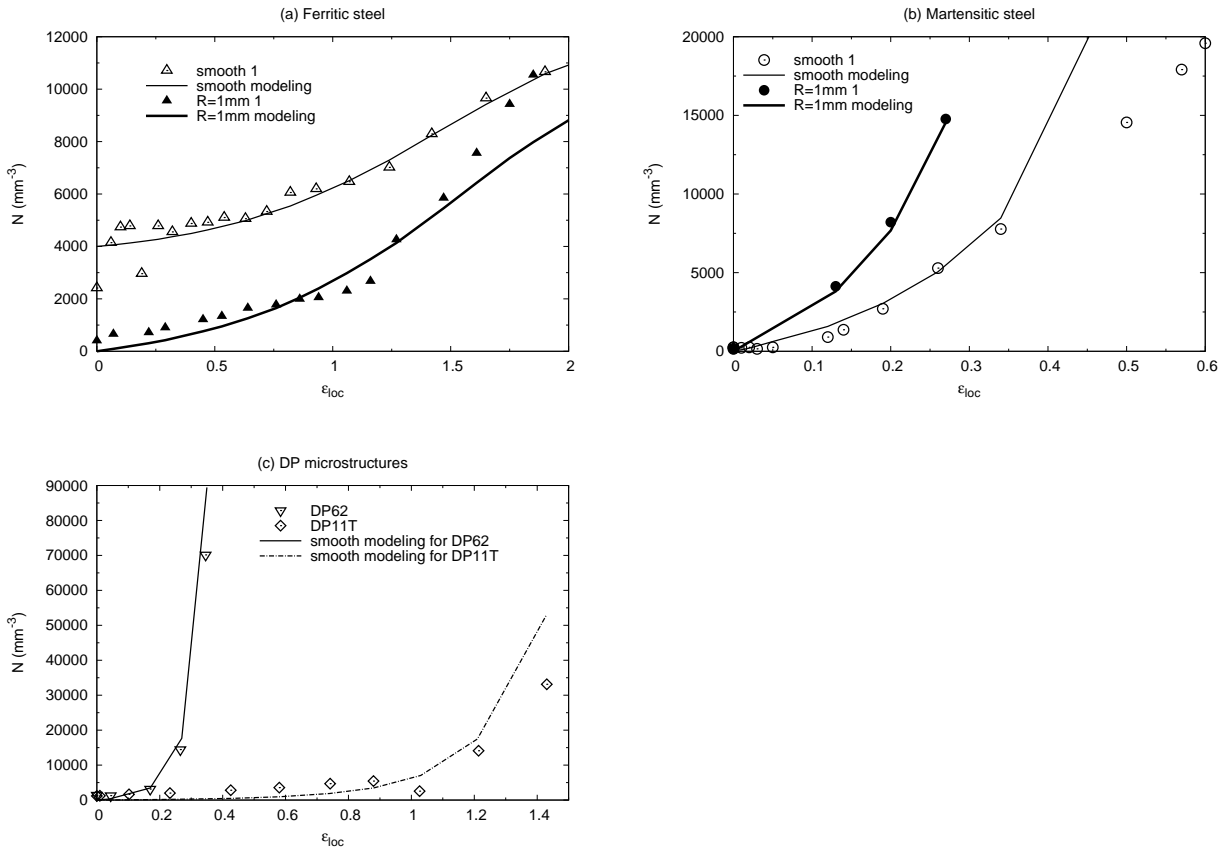 (a) Ferritic steel
12000
10000
8000
6000
4000
2000
0
N (mm-3)
smooth 1
smooth modeling
R=1mm 1
R=1mm modeling
0 0.5 1 1.5 2
εloc
(b) Martensitic steel
20000
15000
10000
5000
0
N (mm-3)
smooth 1
smooth modeling
R=1mm 1
R=1mm modeling
0 0.1 0.2 0.3 0.4 0.5 0.6
εloc
(c) DP microstructures
90000
80000
70000
60000
50000
40000
30000
20000
10000
0
N (mm-3)
DP62
DP11T
smooth modeling for DP62
smooth modeling for DP11T
0 0.2 0.4 0.6 0.8 1 1.2 1.4
εloc